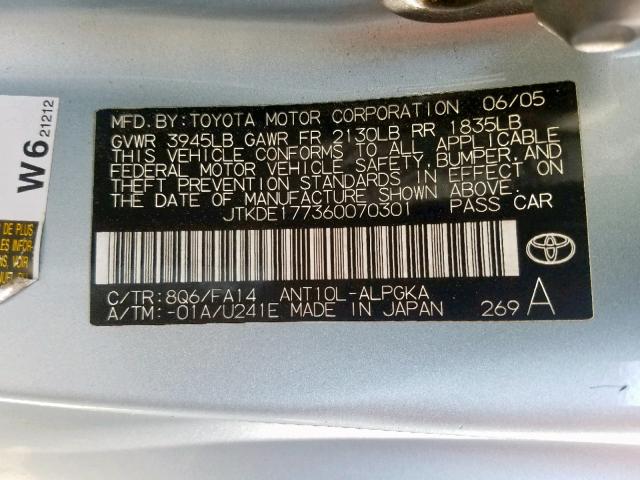 MFD.BY:TOYOTA MOTOR CORPORATION 06/05
GVWR 3945LB GAWR FR 2130LB RR 1835LB
THIS VEHICLE CONFORMS TO ALL APPLICABLE
FEDERAL MOTOR VEHICLE SAFETY,BUMPER,AND
THEFT PREVENTION STANDARDS IN EFFECT ON
THE DATE OF MANUFACTURE SHOWN ABOVE.
JTKDE177360070301 PASS CAR
C/TR:8Q6/FA14 ANT10L-ALPGKA
A/TM:-01A/U241E MADE IN JAPAN 269 A
W6 21212
DE PLUS